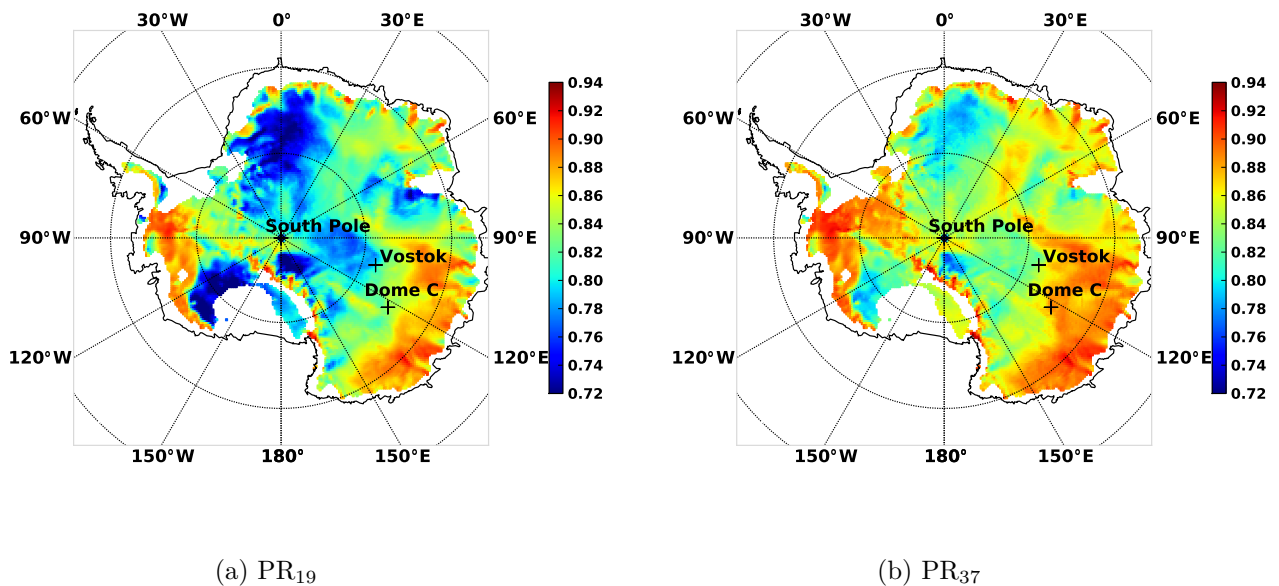 30°W 0° 30°E
60°W 60°E
90°W 90°E
120°W 120°E
150°W 180° 150°E
South Pole
Vostok
Dome C
0.94
0.92
0.90
0.88
0.86
0.84
0.82
0.80
0.78
0.76
0.74
0.72
(a) PR₁₉
30°W 0° 30°E
60°W 60°E
90°W 90°E
120°W 120°E
150°W 180° 150°E
South Pole
Vostok
Dome C
0.94
0.92
0.90
0.88
0.86
0.84
0.82
0.80
0.78
0.76
0.74
0.72
(b) PR₃₇